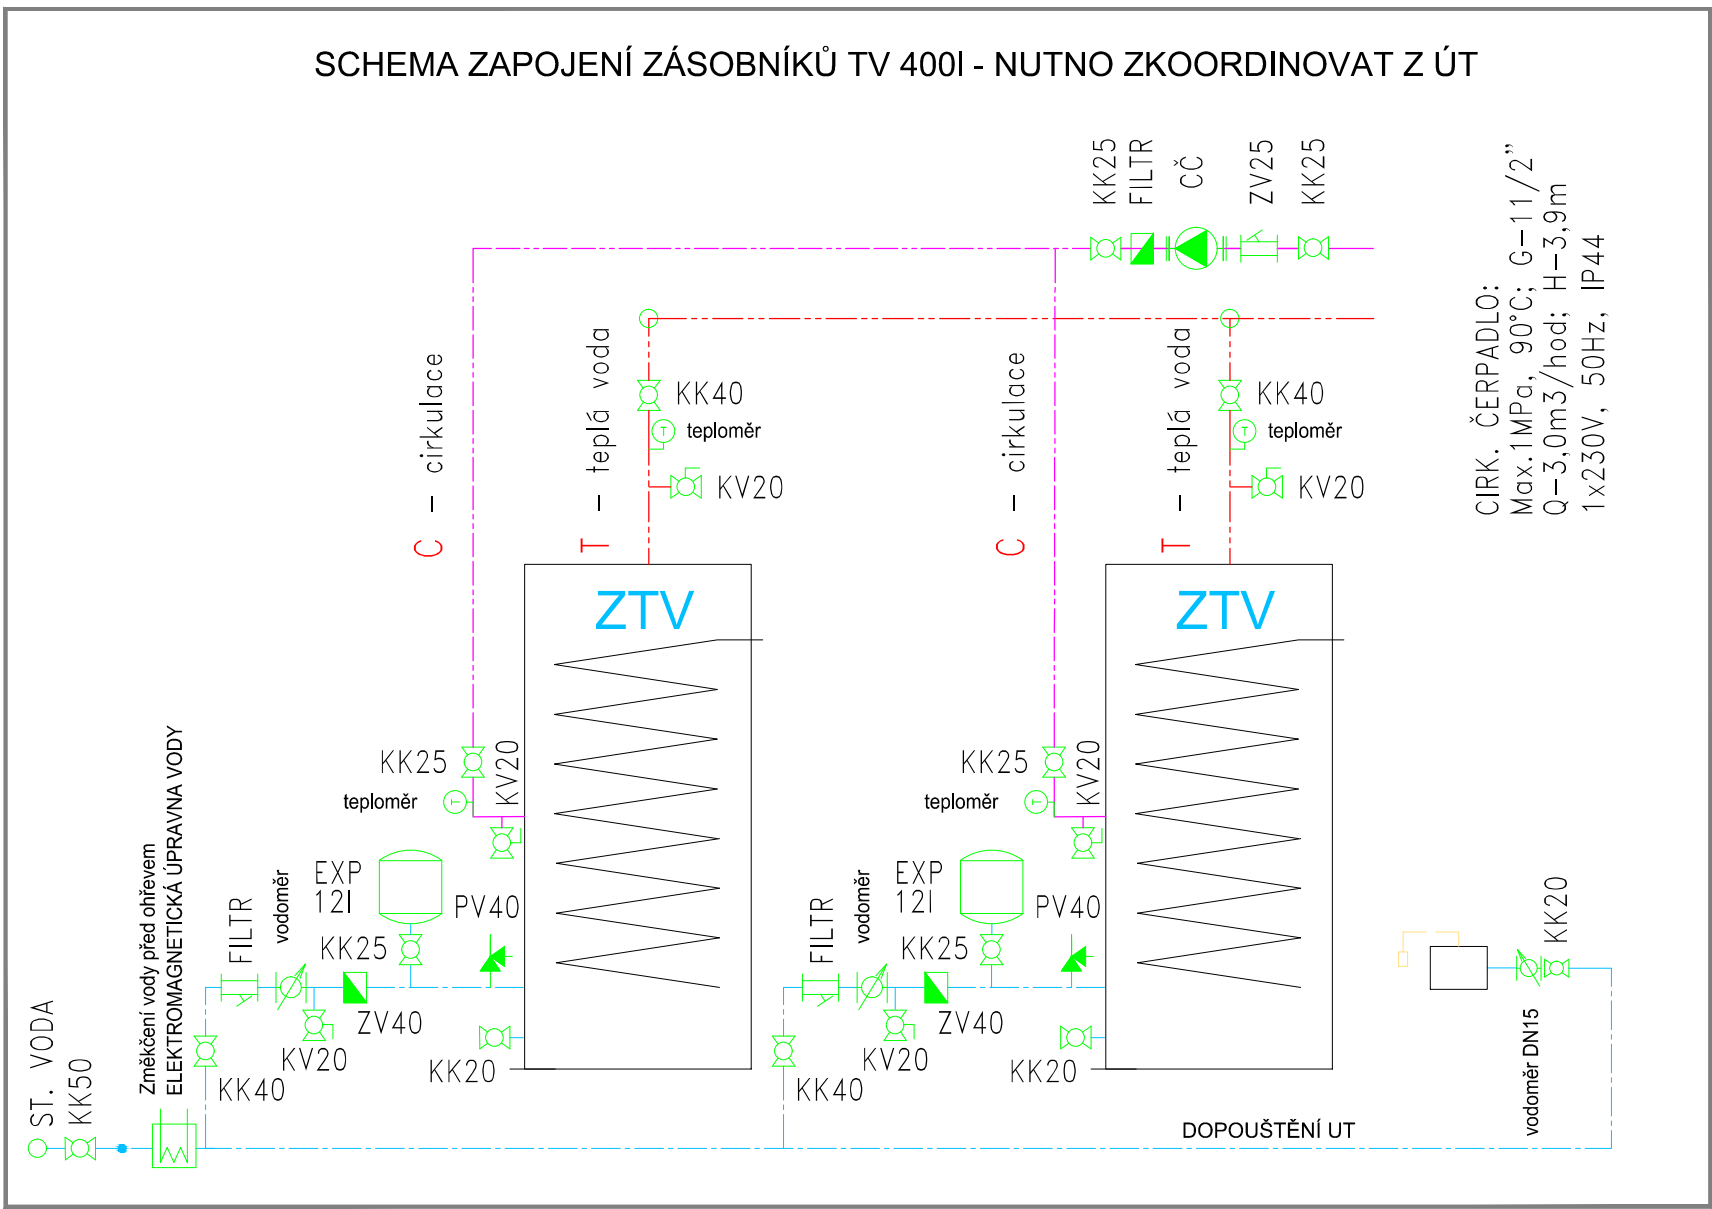 SCHEMA ZAPOJENÍ ZÁSOBNÍKŮ TV 400l - NUTNO ZKOORDINOVAT Z ÚT
KK25
FILTR
CČ
ZV25
KK25
CIRK. ČERPADLO:
Max.1MPa, 90°C; G-11/2"
Q-3,0m3/hod; H-3,9m
1x230V, 50Hz, IP44
C - cirkulace
T - teplá voda
KK40
T
teploměr
KV20
C - cirkulace
T - teplá voda
KK40
T
teploměr
KV20
ZTV
ZTV
KK25
teploměr
T
KV20
KK25
teploměr
T
KV20
Změkčení vody před ohřevem
ELEKTROMAGNETICKÁ ÚPRAVNA VODY
FILTR
vodoměr
EXP
12l
KK25
PV40
ZV40
KV20
KK40
KK20
FILTR
vodoměr
EXP
12l
KK25
PV40
ZV40
KV20
KK40
KK20
KK20
vodoměr DN15
ST. VODA
KK50
DOPOUŠTĚNÍ UT